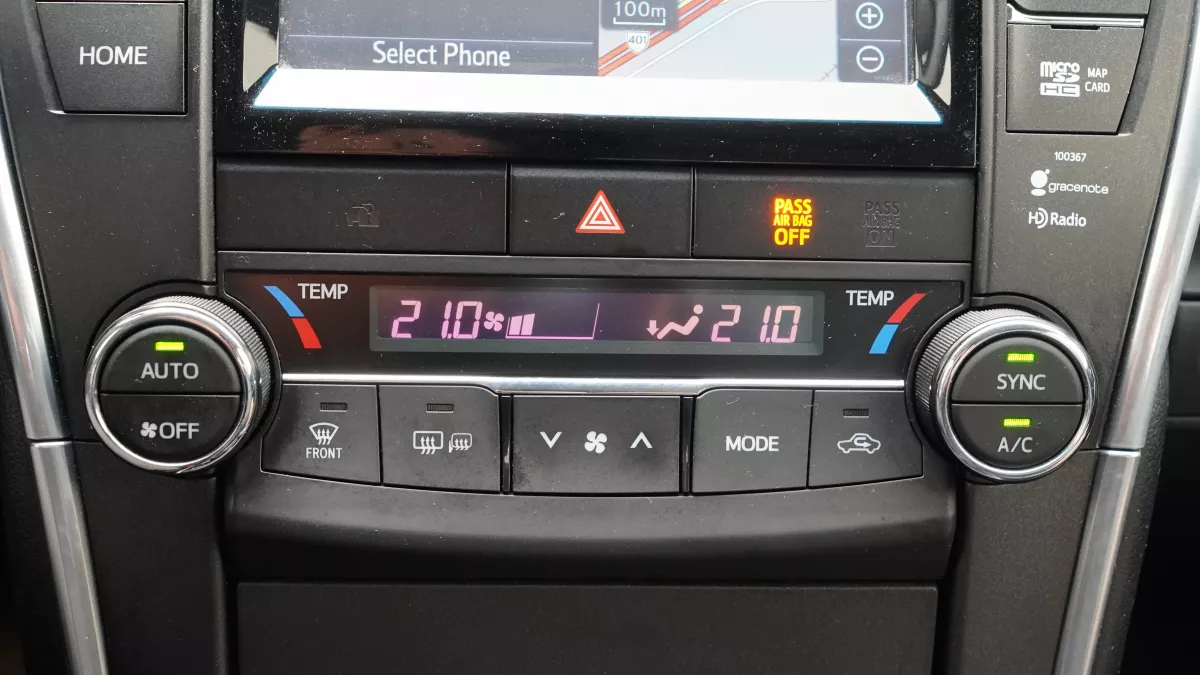 HOME
Select Phone
100m
401
micro
SD
HC
MAP
CARD
100367
gracenote
HD Radio
PASS
AIR BAG
OFF
PASS
AIR BAG
ON
TEMP
21.0
21.0
TEMP
AUTO
OFF
SYNC
A/C
FRONT
MODE